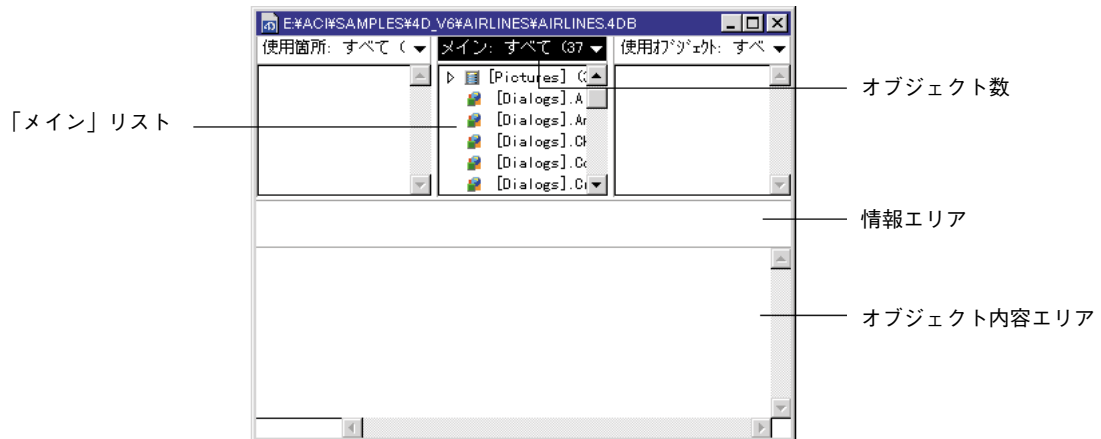 E:¥ACI¥SAMPLES¥4D_V6¥AIRLINES¥AIRLINES.4DB
使用箇所: すべて (
メイン: すべて (37
使用ｵﾌﾞｼﾞｪｸﾄ: すべ
[Pictures] (
[Dialogs].A
[Dialogs].Ar
[Dialogs].Ch
[Dialogs].Co
[Dialogs].Cr
オブジェクト数
「メイン」リスト
情報エリア
オブジェクト内容エリア